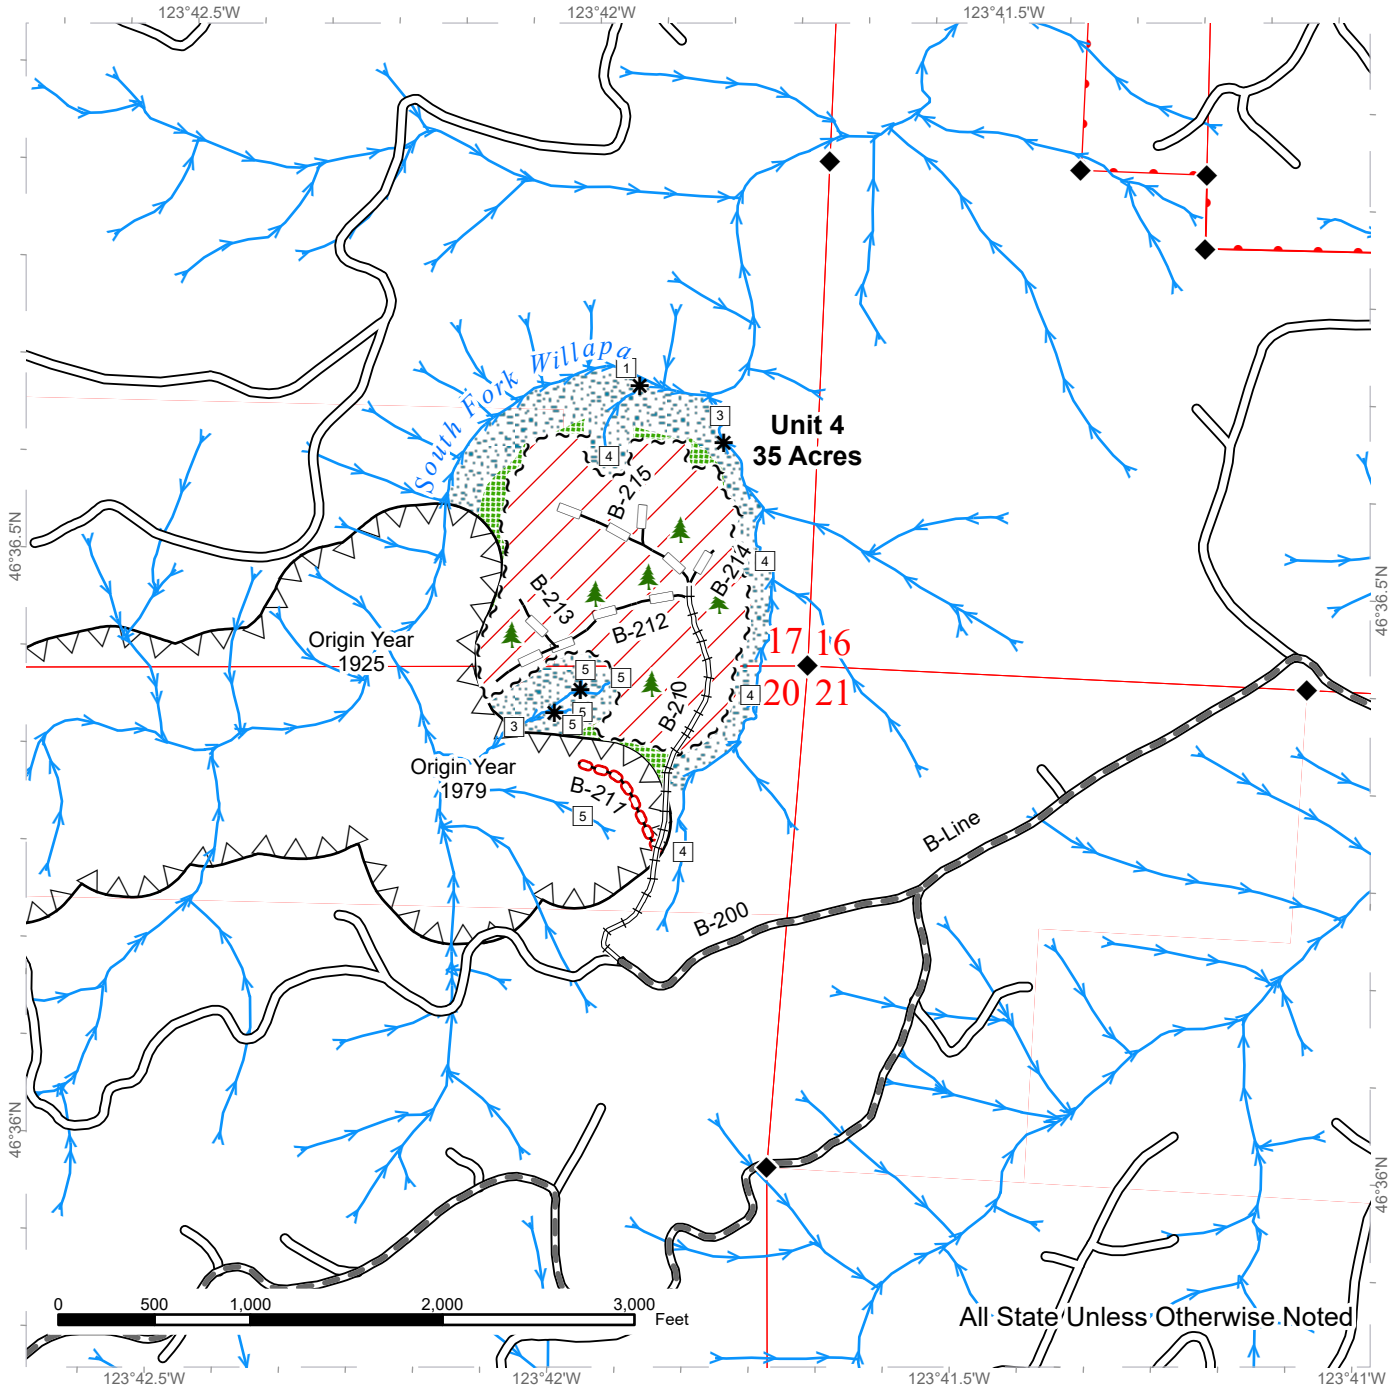 123°42.5'W
123°42'W
123°41.5'W
South Fork Willapa
1
3
Unit 4
35 Acres
4
B-215
46°36.5'N
46°36.5'N
B-214
4
B-213
B-212
Origin Year
1925
17 16
20 21
5
5
4
B-210
5
5
3
Origin Year
1979
B-211
5
4
B-Line
B-200
46°36'N
46°36'N
0 500 1,000 2,000 3,000
Feet
All State Unless Otherwise Noted
123°42.5'W
123°42'W
123°41.5'W
123°41'W